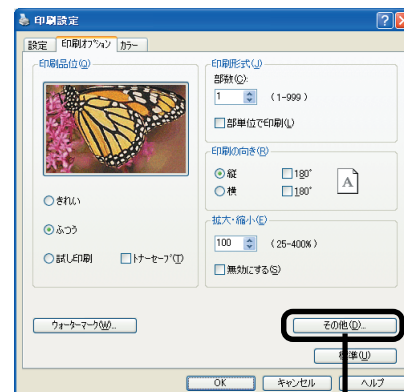 印刷設定
設定 印刷オプション カラー
印刷品位(Q)
きれい
ふつう
試し印刷 トナーセーブ(T)
ウォーターマーク(W)...
印刷形式(J)
部数(C):
1 (1-999)
部単位で印刷(L)
印刷の向き(R)
縦 180°
横 180°
A
拡大・縮小(E)
100 (25-400%)
無効にする(S)
その他(D)...
準(U)
OK キャンセル ヘルプ